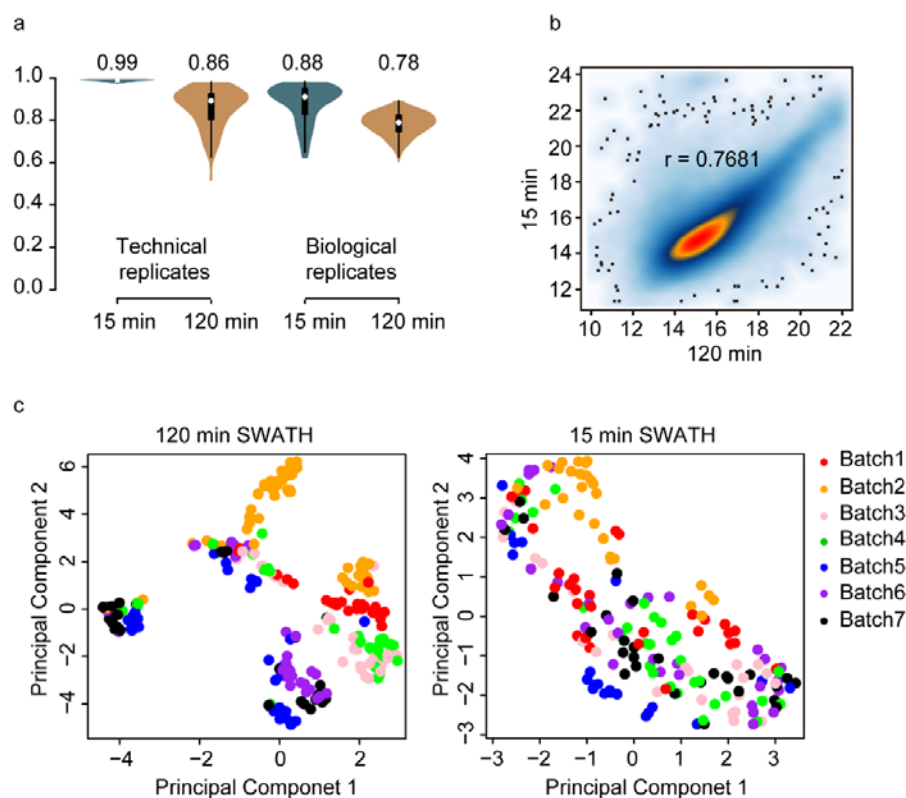 a
0.99 0.86 0.88 0.78
1.0
0.8
0.6
0.4
0.2
0.0
Technical replicates
Biological replicates
15 min 120 min 15 min 120 min
b
24
22
20
18
16
14
12
15 min
r = 0.7681
10 12 14 16 18 20 22
120 min
c
120 min SWATH
6
4
2
0
−2
−4
Principal Component 2
−4 −2 0 2
Principal Componet 1
15 min SWATH
4
3
2
1
0
−1
−2
−3
Principal Component 2
−3 −2 −1 0 1 2 3
Principal Componet 1
Batch1
Batch2
Batch3
Batch4
Batch5
Batch6
Batch7